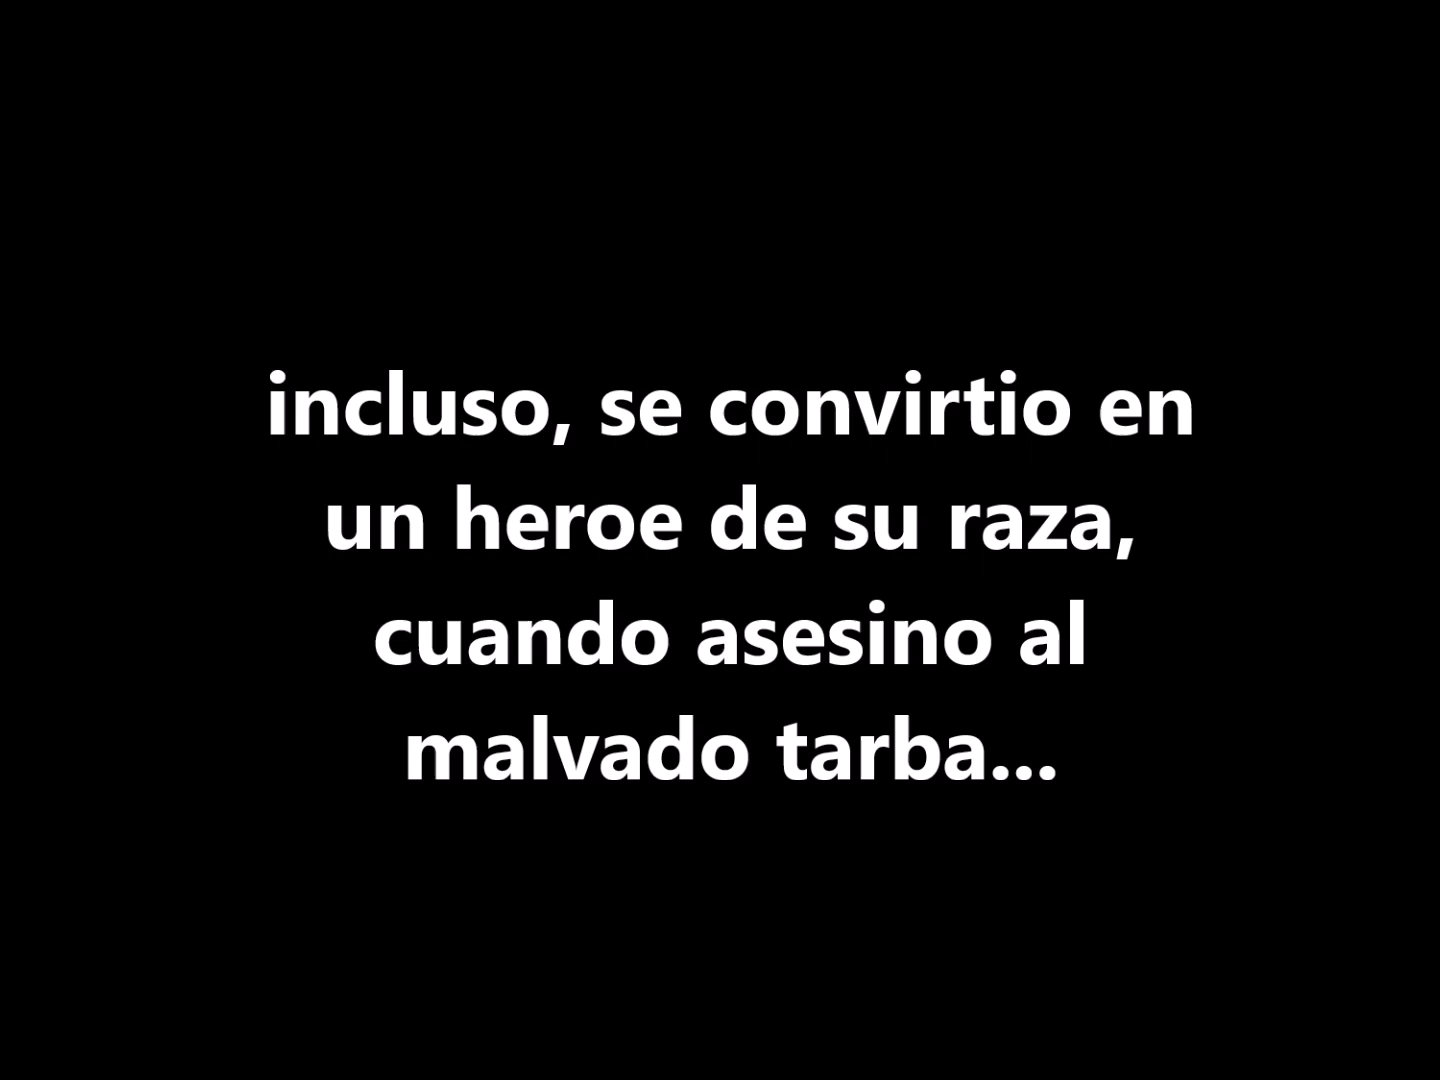 incluso, se convirtio en
un heroe de su raza,
cuando asesino al
malvado tarba...